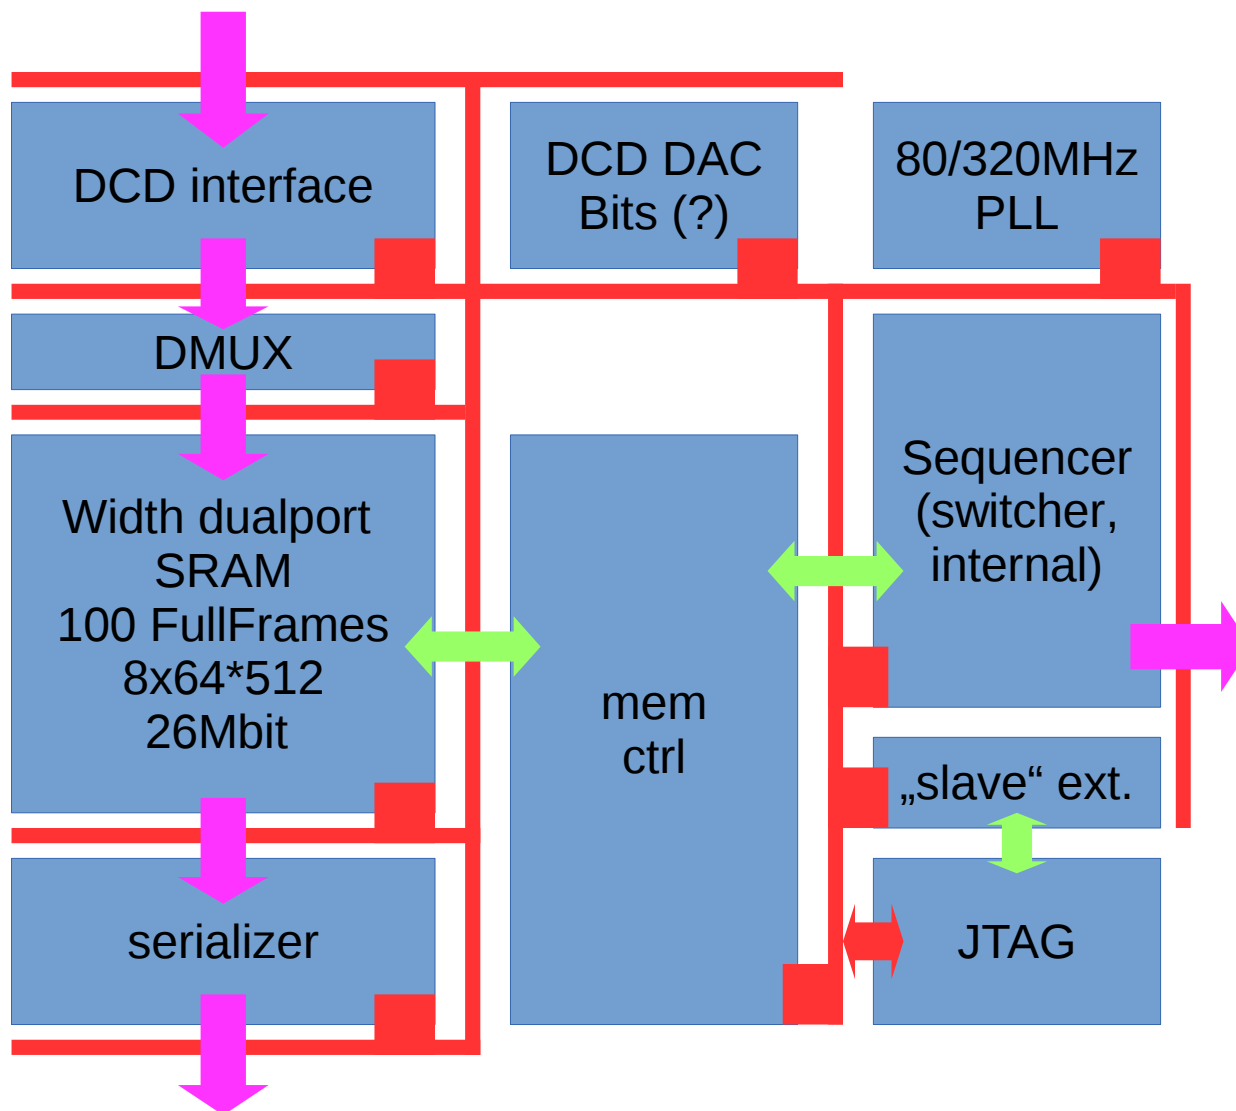 DCD interface
DCD DAC
Bits (?)
80/320MHz
PLL
DMUX
Width dualport
SRAM
100 FullFrames
8x64*512
26Mbit
mem
ctrl
Sequencer
(switcher,
internal)
„slave“ ext.
serializer
JTAG